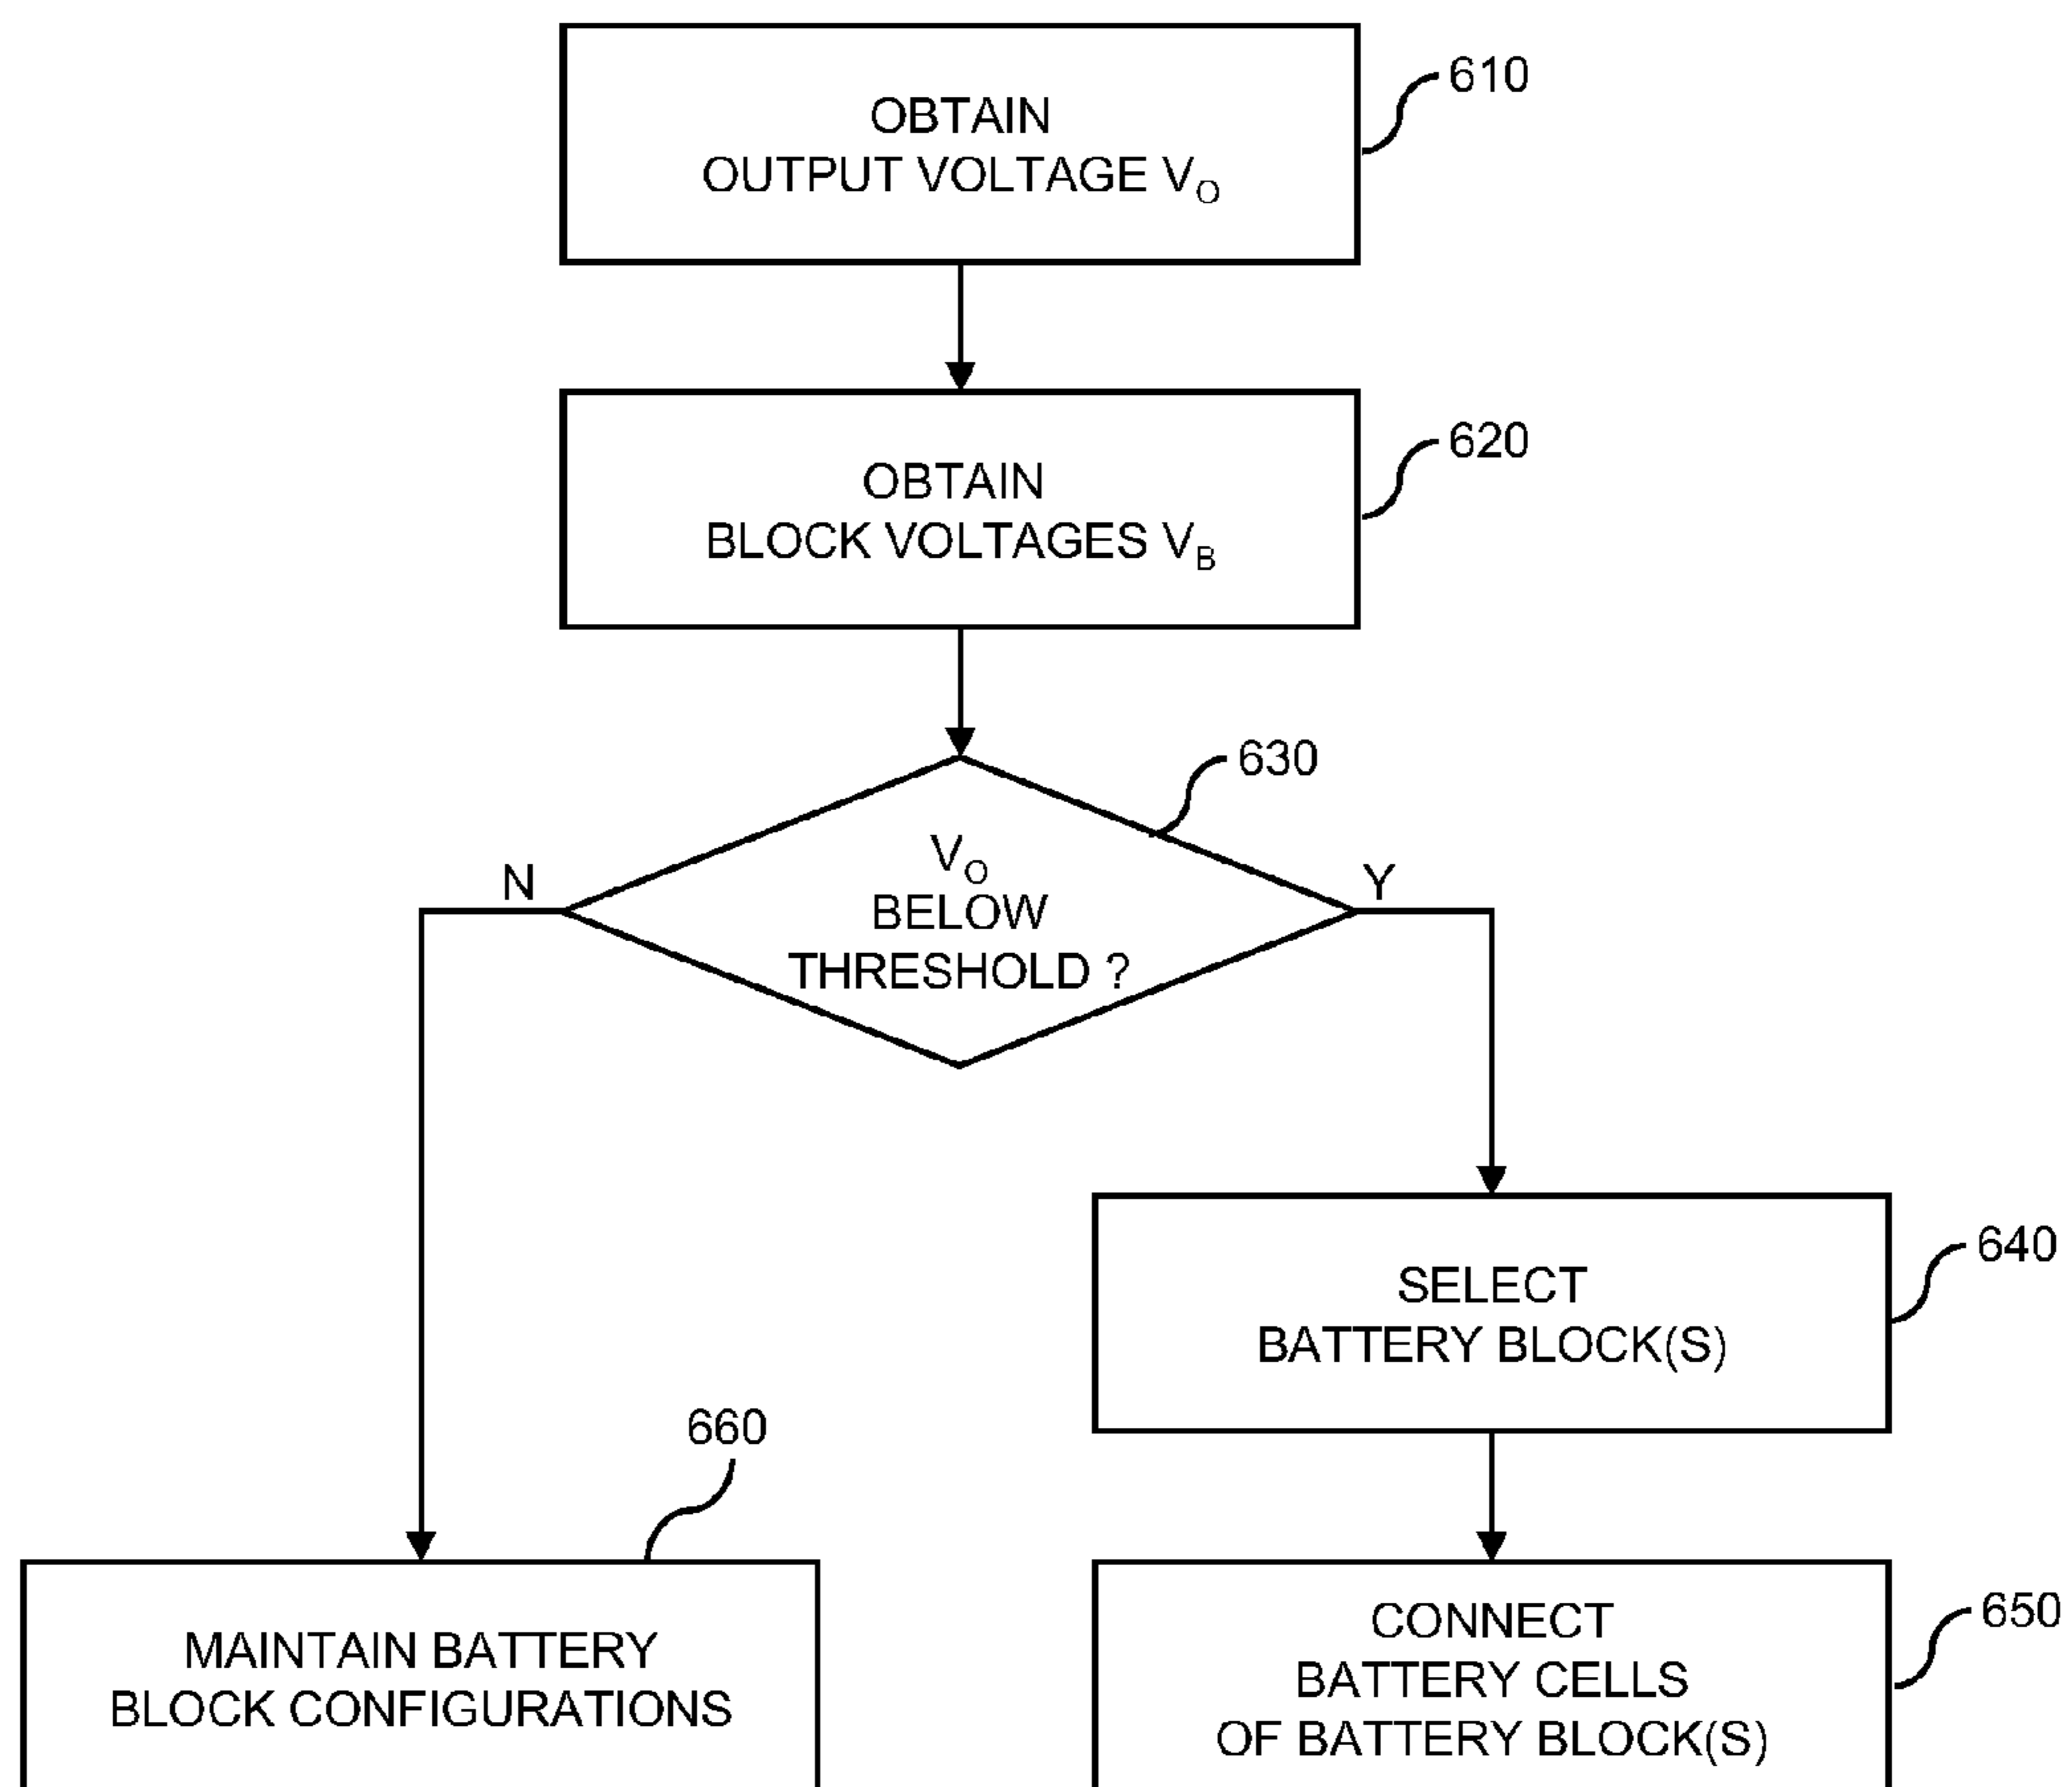 OBTAIN
OUTPUT VOLTAGE VO
610
OBTAIN
BLOCK VOLTAGES VB
620
630
VO
BELOW
THRESHOLD ?
N
Y
SELECT
BATTERY BLOCK(S)
640
660
MAINTAIN BATTERY
BLOCK CONFIGURATIONS
CONNECT
BATTERY CELLS
OF BATTERY BLOCK(S)
650